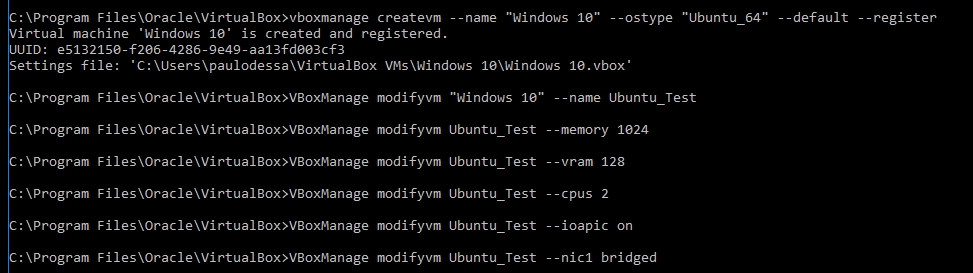 C:\Program Files\Oracle\VirtualBox>vboxmanage createvm --name "Windows 10" --ostype "Ubuntu_64" --default --register
Virtual machine 'Windows 10' is created and registered.
UUID: e5132150-f206-4286-9e49-aa13fd003cf3
Settings file: 'C:\Users\paulodessa\VirtualBox VMs\Windows 10\Windows 10.vbox'
C:\Program Files\Oracle\VirtualBox>VBoxManage modifyvm "Windows 10" --name Ubuntu_Test
C:\Program Files\Oracle\VirtualBox>VBoxManage modifyvm Ubuntu_Test --memory 1024
C:\Program Files\Oracle\VirtualBox>VBoxManage modifyvm Ubuntu_Test --vram 128
C:\Program Files\Oracle\VirtualBox>VBoxManage modifyvm Ubuntu_Test --cpus 2
C:\Program Files\Oracle\VirtualBox>VBoxManage modifyvm Ubuntu_Test --ioapic on
C:\Program Files\Oracle\VirtualBox>VBoxManage modifyvm Ubuntu_Test --nic1 bridged